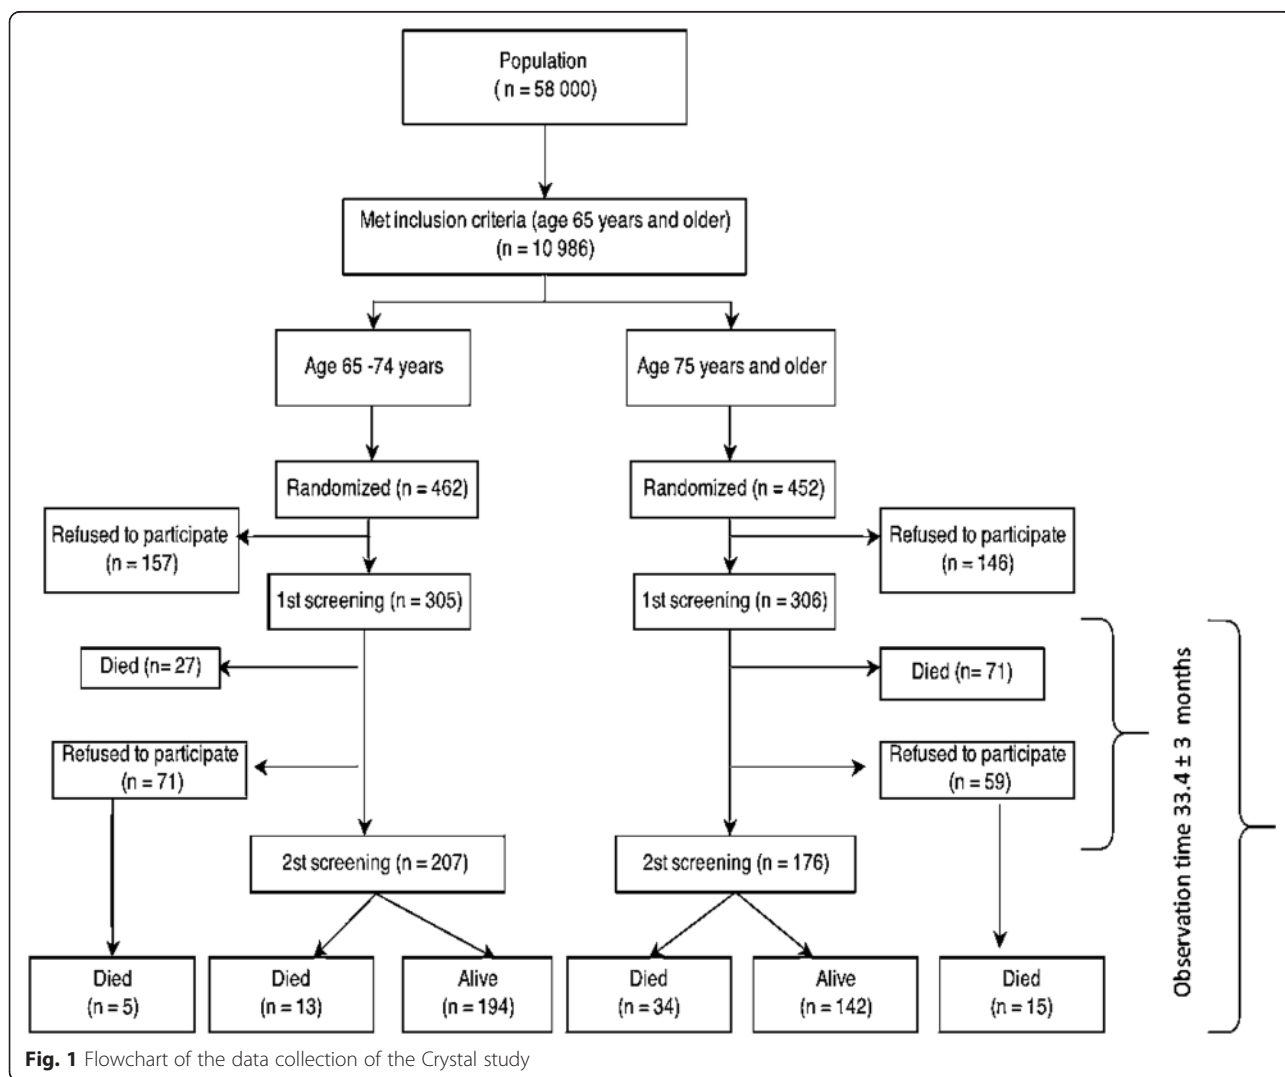 Population
( n = 58 000)
Met inclusion criteria (age 65 years and older)
(n = 10 986)
Age 65 -74 years
Age 75 years and older
Randomized (n = 462)
Randomized (n = 452)
Refused to participate
(n = 157)
Refused to participate
(n = 146)
1st screening (n = 305)
1st screening (n = 306)
Died (n= 27)
Died (n= 71)
Refused to participate
(n = 71)
Refused to participate
(n = 59)
2st screening (n = 207)
2st screening (n = 176)
Observation time 33.4 ± 3 months
Died
(n = 5)
Died
(n = 13)
Alive
(n = 194)
Died
(n = 34)
Alive
(n = 142)
Died
(n = 15)
Fig. 1 Flowchart of the data collection of the Crystal study